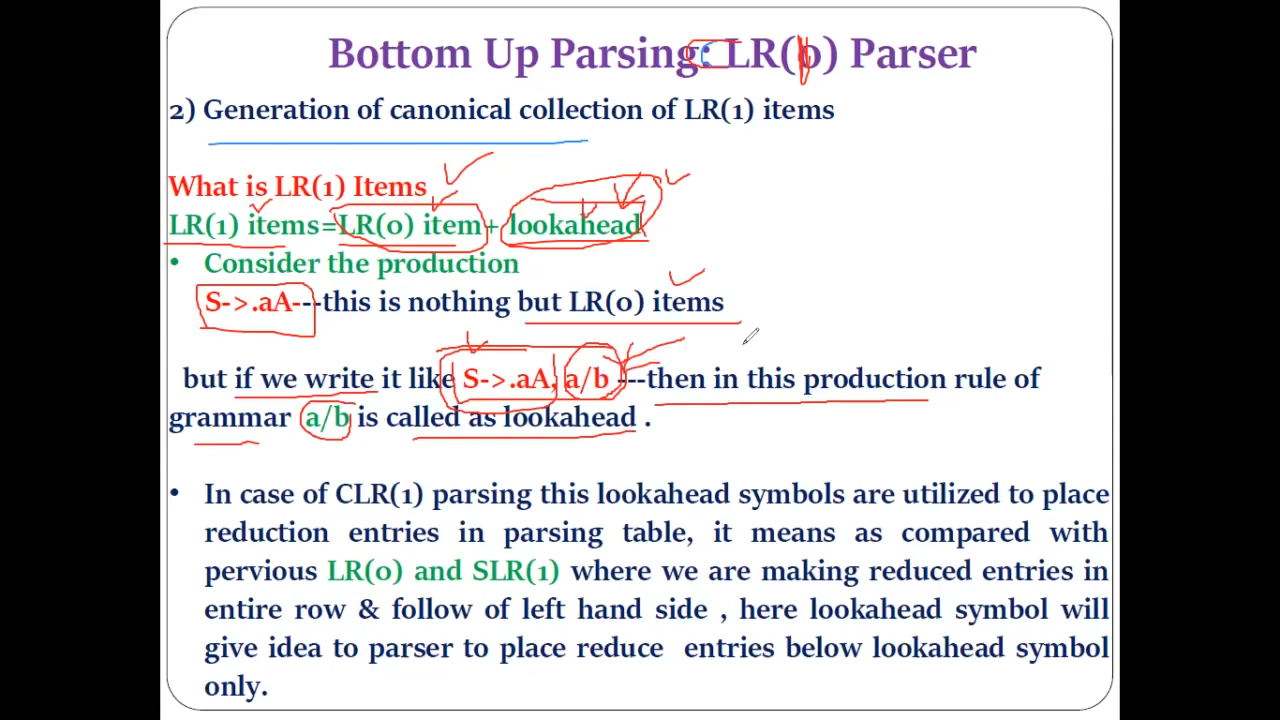 Bottom Up Parsing: LR(0) Parser
2) Generation of canonical collection of LR(1) items
What is LR(1) Items
LR(1) items=LR(0) item+ lookahead
• Consider the production
S->.aA---this is nothing but LR(0) items
but if we write it like S->.aA, a/b ---then in this production rule of
grammar a/b is called as lookahead .
• In case of CLR(1) parsing this lookahead symbols are utilized to place
reduction entries in parsing table, it means as compared with
pervious LR(0) and SLR(1) where we are making reduced entries in
entire row & follow of left hand side , here lookahead symbol will
give idea to parser to place reduce entries below lookahead symbol
only.